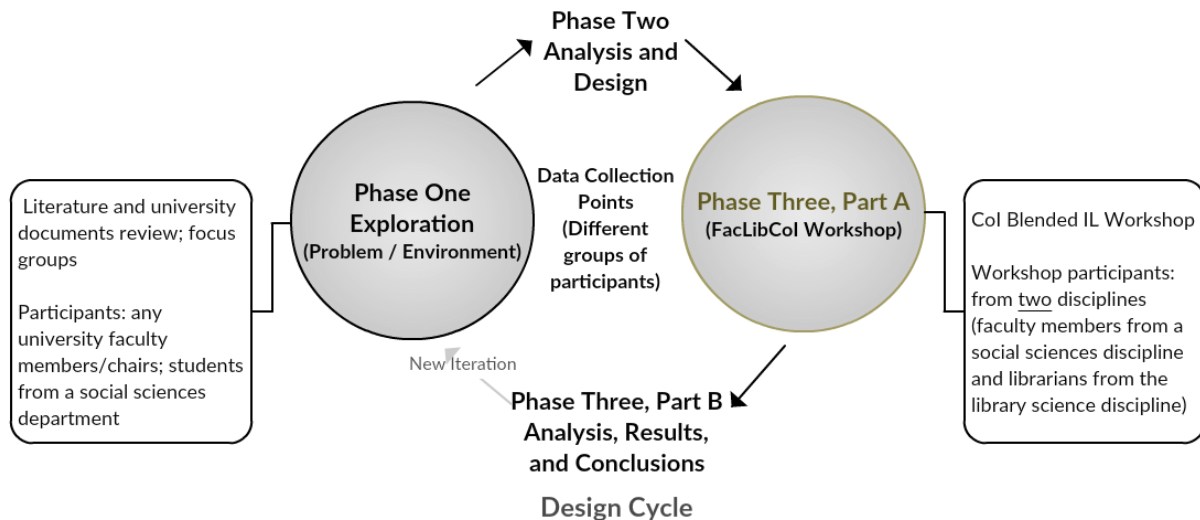 Phase Two
Analysis and
Design
Phase One
Exploration
(Problem / Environment)
Data Collection
Points
(Different
groups of
participants)
Phase Three, Part A
(FacLibCoI Workshop)
Literature and university
documents review; focus
groups
Participants: any
university faculty
members/chairs; students
from a social sciences
department
CoI Blended IL Workshop
Workshop participants:
from two disciplines
(faculty members from a
social sciences discipline
and librarians from the
library science discipline)
New Iteration
Phase Three, Part B
Analysis, Results,
and Conclusions
Design Cycle